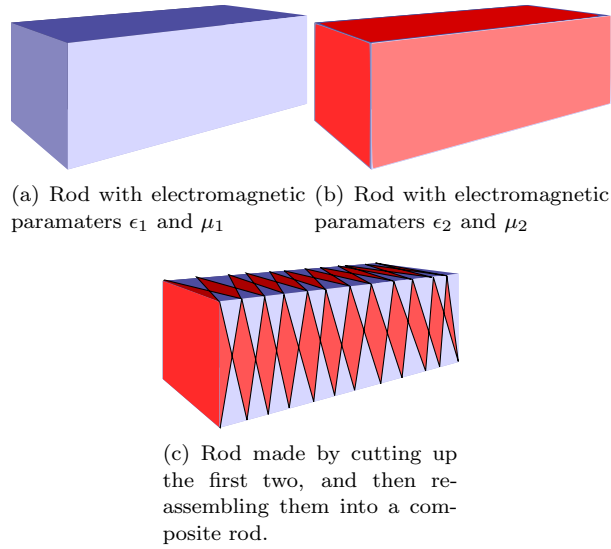 (a) Rod with electromagnetic
paramaters ϵ₁ and μ₁
(b) Rod with electromagnetic
paramaters ϵ₂ and μ₂
(c) Rod made by cutting up
the first two, and then re-
assembling them into a com-
posite rod.